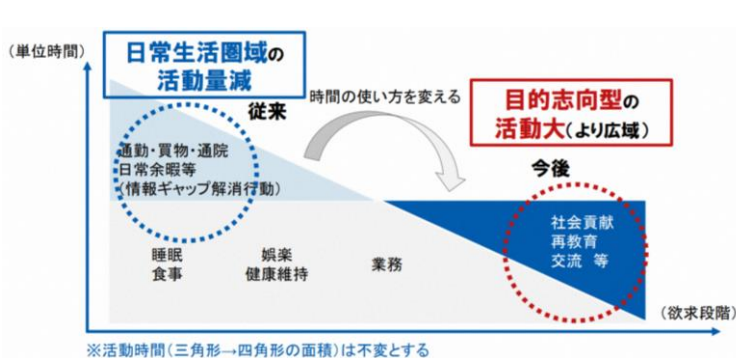 (単位時間)
日常生活圏域の
活動量減
従来
時間の使い方を変える
目的志向型の
活動大(より広域)
今後
通勤・買物・通院
日常余暇等
(情報ギャップ解消行動)
社会貢献
再教育
交流 等
睡眠
食事
娯楽
健康維持
業務
(欲求段階)
※活動時間(三角形→四角形の面積)は不変とする